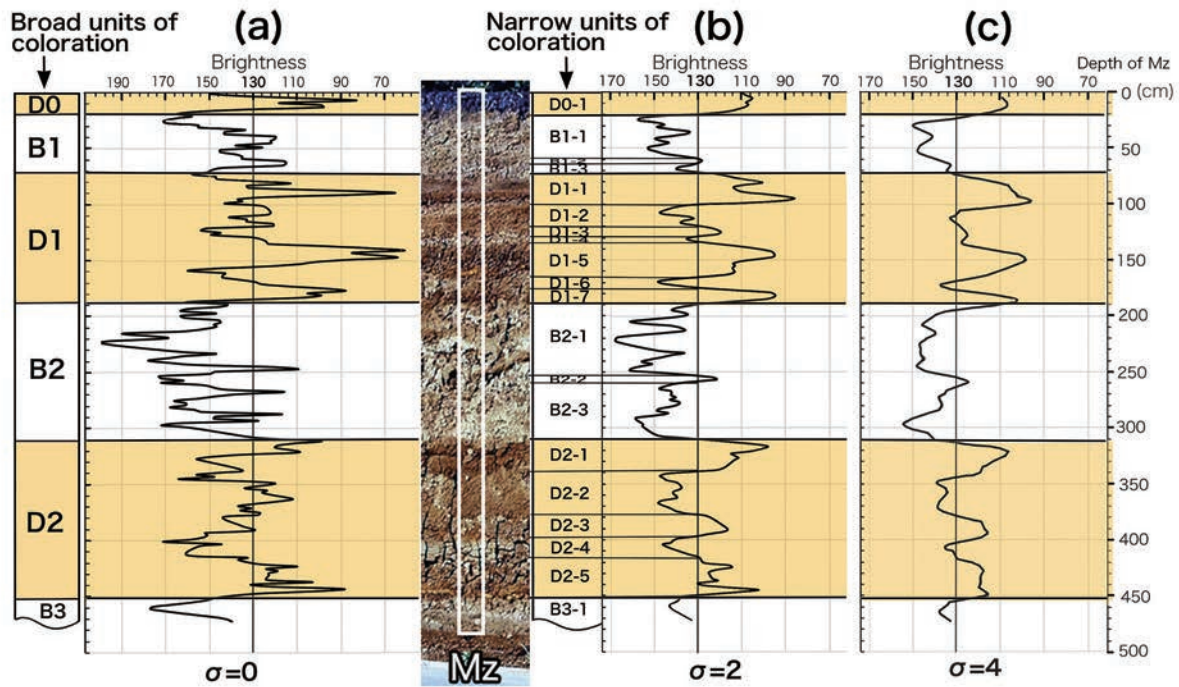 Broad units of
coloration
(a)
Brightness
190 170 150 130 110 90 70
D0
B1
D1
B2
D2
B3
σ=0
Mz
Narrow units of
coloration
(b)
Brightness
170 150 130 110 90 70
D0-1
B1-1
B1-3
D1-1
D1-2
D1-3
D1-5
D1-6
D1-7
B2-1
B2-2
B2-3
D2-1
D2-2
D2-3
D2-4
D2-5
B3-1
σ=2
(c)
Brightness
170 150 130 110 90 70
Depth of Mz
0 (cm)
50
100
150
200
250
300
350
400
450
500
σ=4